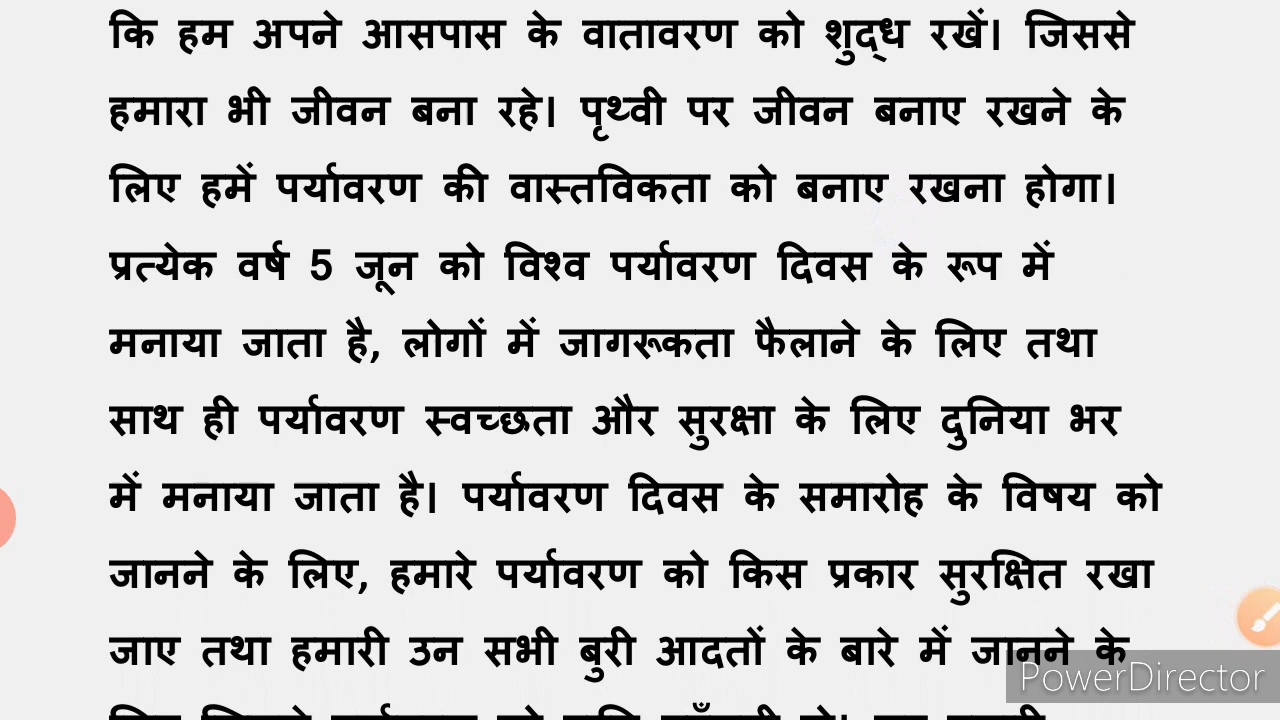 कि हम अपने आसपास के वातावरण को शुद्ध रखें। जिससे
हमारा भी जीवन बना रहे। पृथ्वी पर जीवन बनाए रखने के
लिए हमें पर्यावरण की वास्तविकता को बनाए रखना होगा।
प्रत्येक वर्ष 5 जून को विश्व पर्यावरण दिवस के रूप में
मनाया जाता है, लोगों में जागरूकता फैलाने के लिए तथा
साथ ही पर्यावरण स्वच्छता और सुरक्षा के लिए दुनिया भर
में मनाया जाता है। पर्यावरण दिवस के समारोह के विषय को
जानने के लिए, हमारे पर्यावरण को किस प्रकार सुरक्षित रखा
जाए तथा हमारी उन सभी बुरी आदतों के बारे में जानने के
PowerDirector